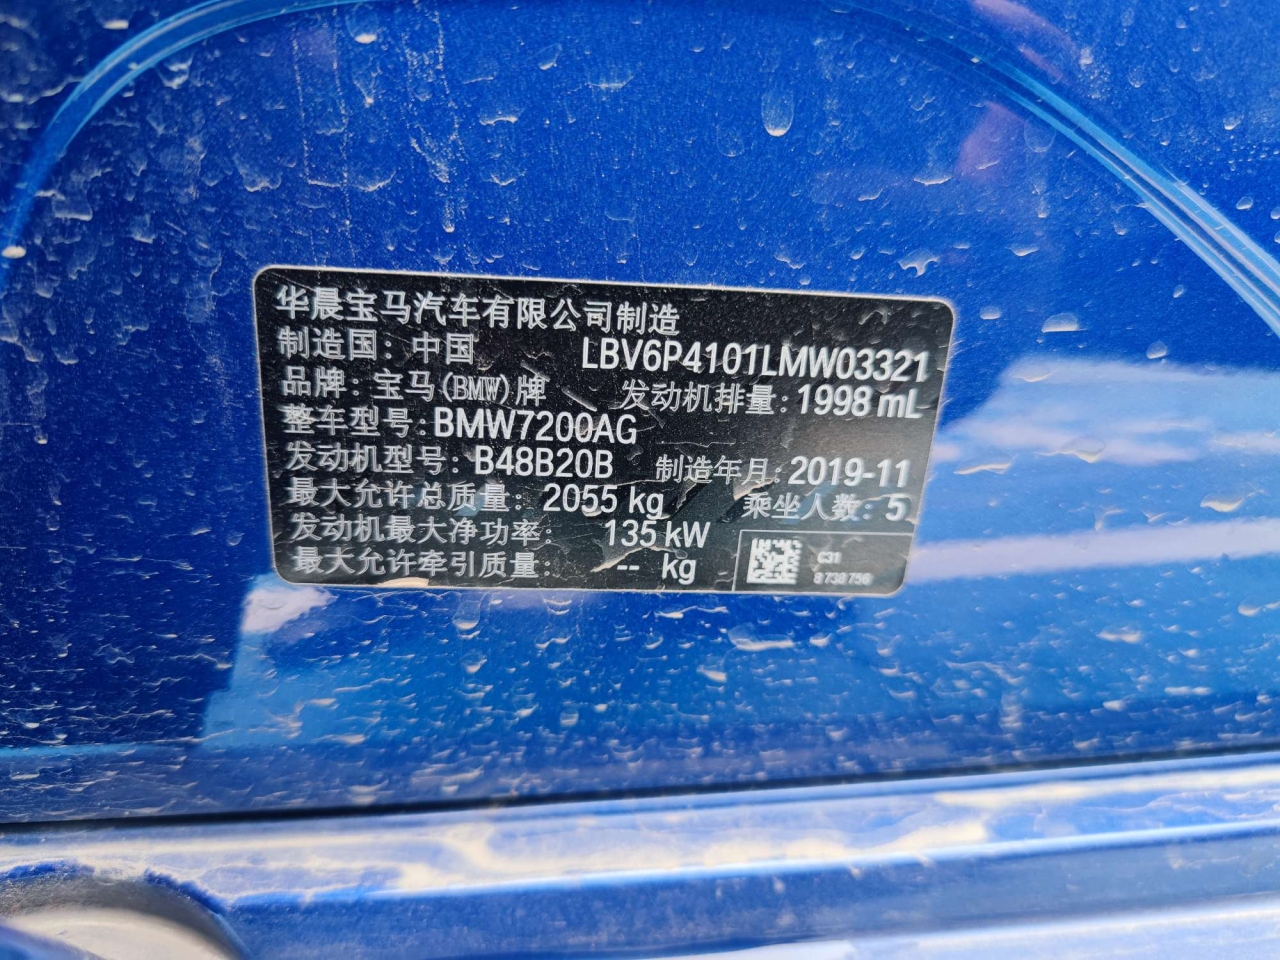 华晨宝马汽车有限公司制造
制造国：中国 LBV6P4101LMW03321
品牌：宝马(BMW)牌 发动机排量：1998 mL
整车型号：BMW7200AG
发动机型号：B48B20B 制造年月：2019-11
最大允许总质量：2055 kg 乘坐人数：5
发动机最大净功率：135 kW
最大允许牵引质量：-- kg
C31
8738756